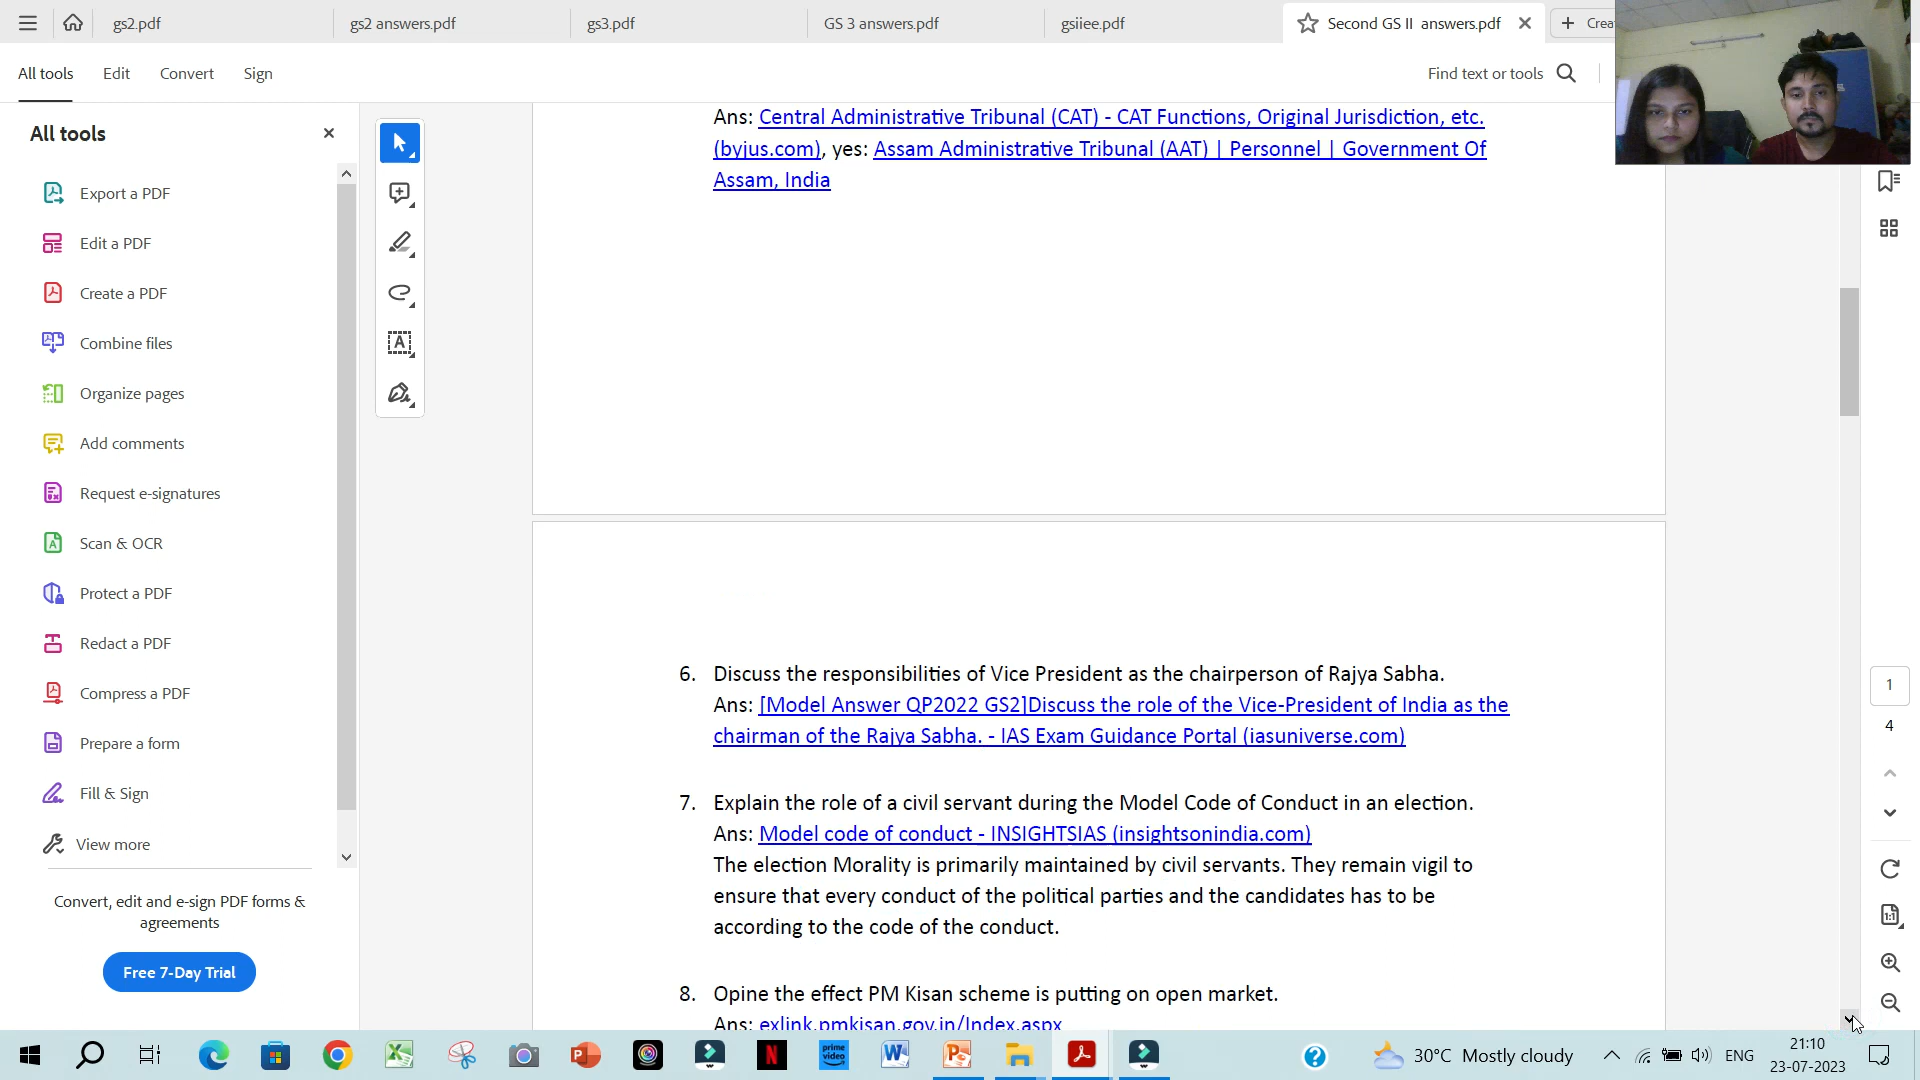 gs2.pdf
gs2 answers.pdf
gs3.pdf
GS 3 answers.pdf
gsiiee.pdf
Second GS II answers.pdf
All tools
Edit
Convert
Sign
Find text or tools
All tools
Export a PDF
Edit a PDF
Create a PDF
Combine files
Organize pages
Add comments
Request e-signatures
Scan & OCR
Protect a PDF
Redact a PDF
Compress a PDF
Prepare a form
Fill & Sign
View more
Convert, edit and e-sign PDF forms &
agreements
Free 7-Day Trial
Ans: Central Administrative Tribunal (CAT) - CAT Functions, Original Jurisdiction, etc.
(byjus.com), yes: Assam Administrative Tribunal (AAT) | Personnel | Government Of
Assam, India
6. Discuss the responsibilities of Vice President as the chairperson of Rajya Sabha.
Ans: [Model Answer QP2022 GS2]Discuss the role of the Vice-President of India as the
chairman of the Rajya Sabha. - IAS Exam Guidance Portal (iasuniverse.com)
7. Explain the role of a civil servant during the Model Code of Conduct in an election.
Ans: Model code of conduct - INSIGHTSIAS (insightsonindia.com)
The election Morality is primarily maintained by civil servants. They remain vigil to
ensure that every conduct of the political parties and the candidates has to be
according to the code of the conduct.
8. Opine the effect PM Kisan scheme is putting on open market.
Ans: exlink.pmkisan.gov.in/Index.aspx
1
4
30°C Mostly cloudy
ENG
21:10
23-07-2023